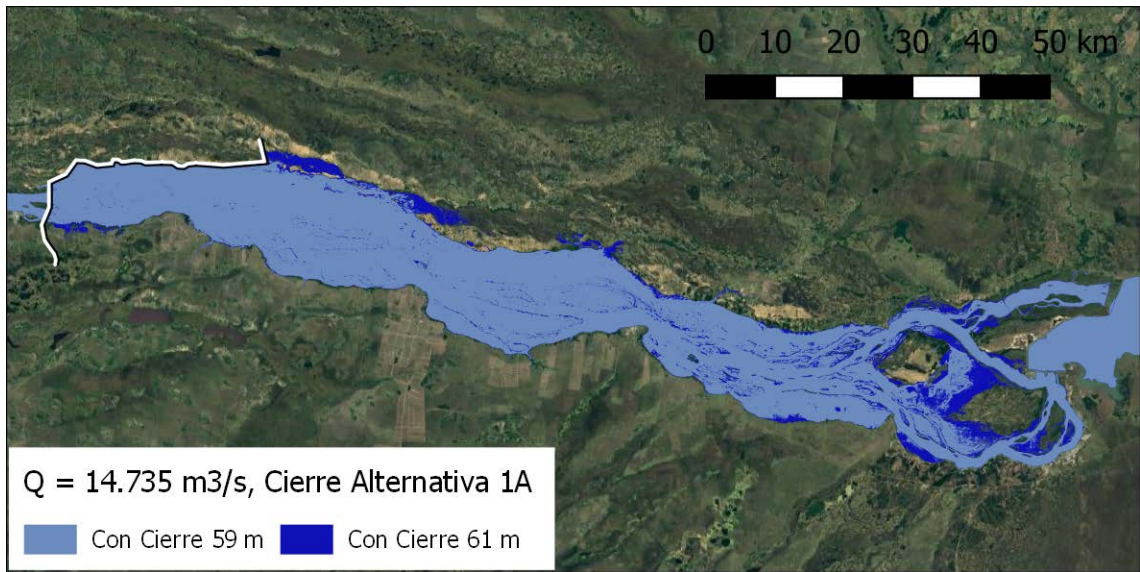 0 10 20 30 40 50 km
Q = 14.735 m3/s, Cierre Alternativa 1A
Con Cierre 59 m Con Cierre 61 m